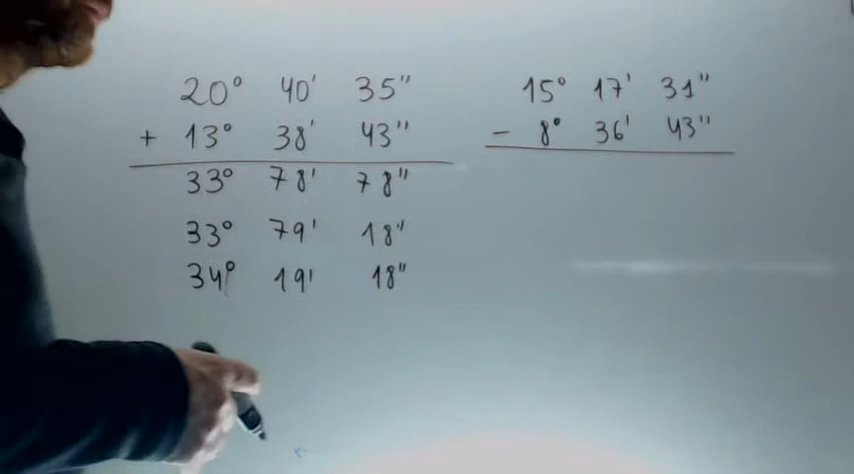 20° 40' 35"
+ 13° 38' 43"
33° 78' 78"
33° 79' 18"
34° 19' 18"
15° 17' 31"
- 8° 36' 43"